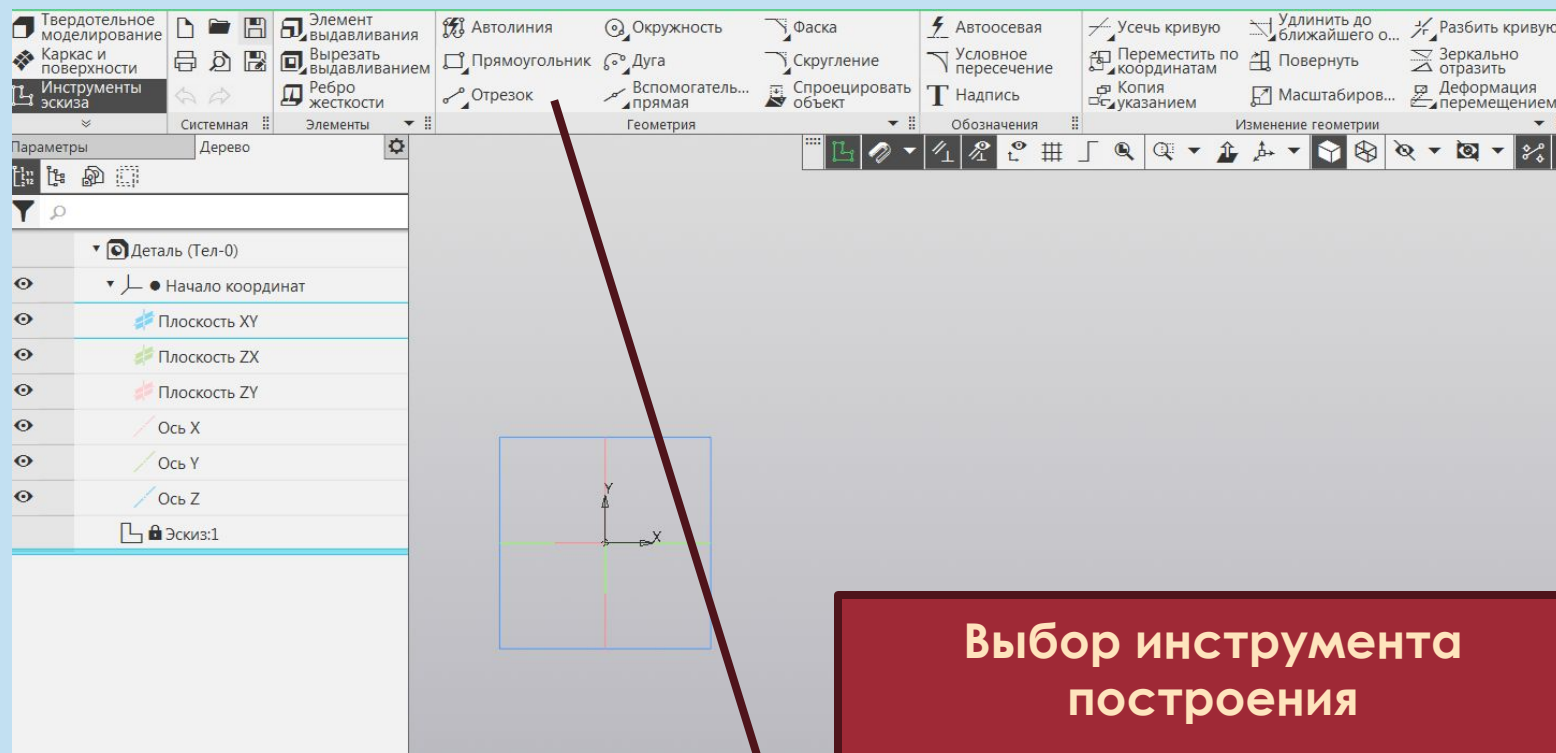 Твердотельное
моделирование
Каркас и
поверхности
Инструменты
эскиза
Системная
Элемент
выдавливания
Вырезать
выдавливанием
Ребро
жесткости
Элементы
Автолиния
Прямоугольник
Отрезок
Окружность
Дуга
Вспомогатель...
прямая
Фаска
Скругление
Спроецировать
объект
Геометрия
Автоосевая
Условное
пересечение
Надпись
Обозначения
Усечь кривую
Переместить по
координатам
Копия
указанием
Удлинить до
ближайшего о...
Повернуть
Масштабиров...
Разбить кривую
Зеркально
отразить
Деформация
перемещением
Изменение геометрии
Параметры
Дерево
Деталь (Тел-0)
Начало координат
Плоскость XY
Плоскость ZX
Плоскость ZY
Ось X
Ось Y
Ось Z
Эскиз:1
Y
X
Выбор инструмента
построения